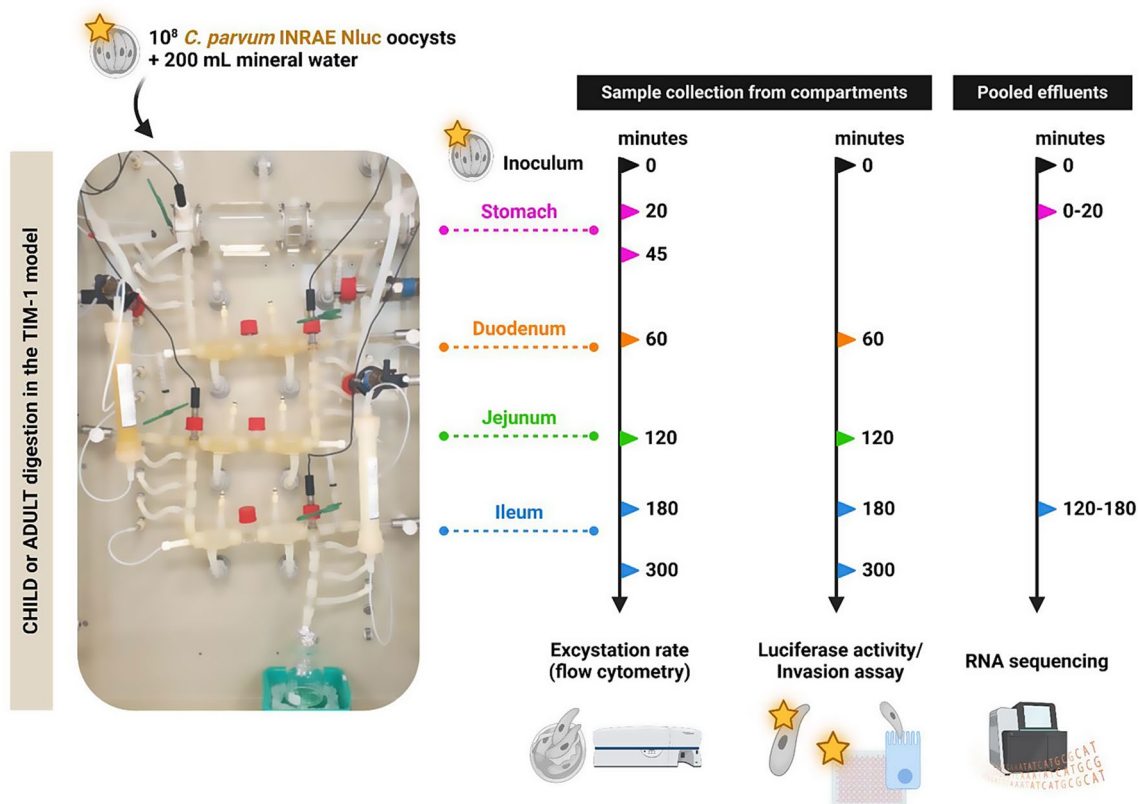 10⁸ C. parvum INRAE Nluc oocysts
+ 200 mL mineral water
CHILD or ADULT digestion in the TIM-1 model
Sample collection from compartments
Pooled effluents
minutes
minutes
minutes
Inoculum
0
0
0
Stomach
20
0-20
45
Duodenum
60
60
Jejunum
120
120
Ileum
180
180
120-180
300
300
Excystation rate
(flow cytometry)
Luciferase activity/
Invasion assay
RNA sequencing